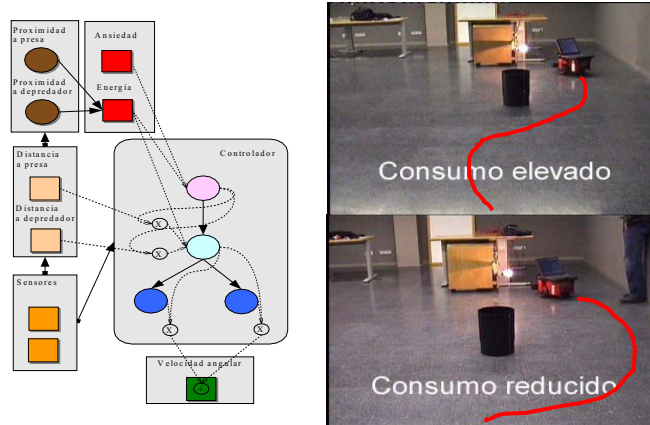 Proximidad
a presa
Proximidad
a depredador
Ansiedad
Energía
Distancia
a presa
Distancia
a depredador
Sensores
Controlador
X
X
X
X
Velocidad angular
Consumo elevado
Consumo reducido